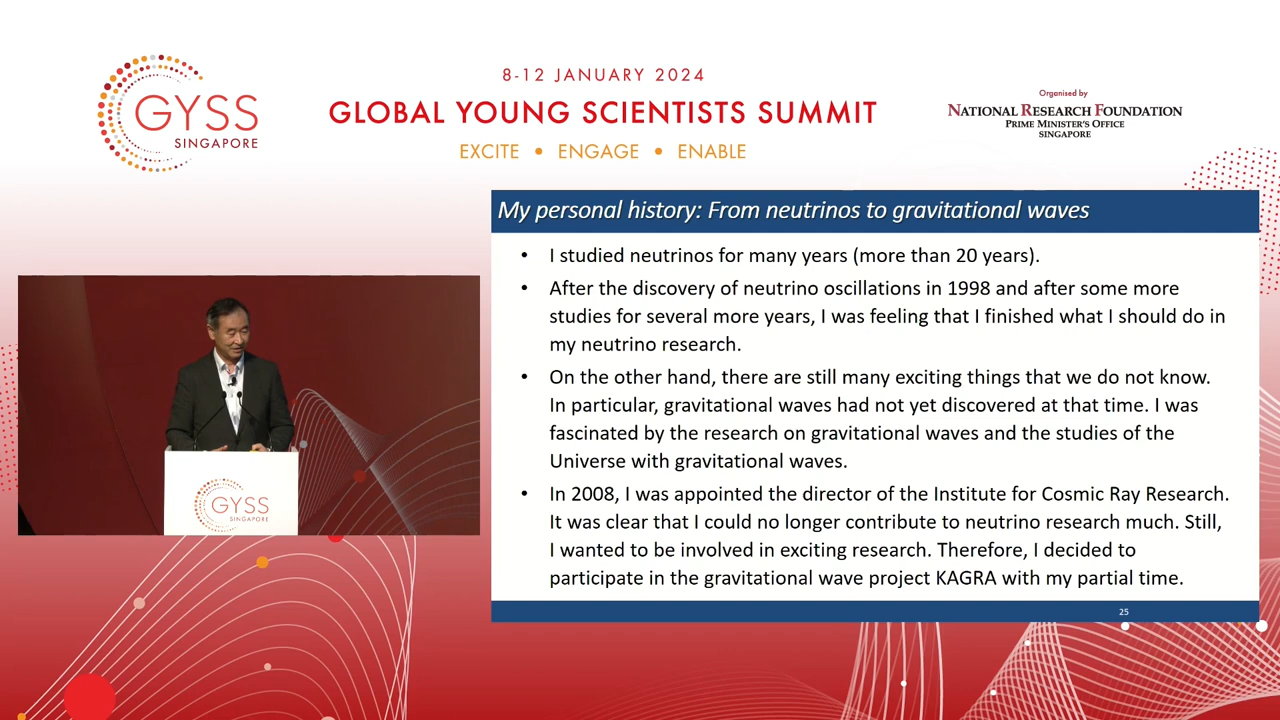 8-12 JANUARY 2024
GYSS
SINGAPORE
GLOBAL YOUNG SCIENTISTS SUMMIT
EXCITE • ENGAGE • ENABLE
Organised by
NATIONAL RESEARCH FOUNDATION
PRIME MINISTER'S OFFICE
SINGAPORE
My personal history: From neutrinos to gravitational waves
• I studied neutrinos for many years (more than 20 years).
• After the discovery of neutrino oscillations in 1998 and after some more
studies for several more years, I was feeling that I finished what I should do in
my neutrino research.
• On the other hand, there are still many exciting things that we do not know.
In particular, gravitational waves had not yet discovered at that time. I was
fascinated by the research on gravitational waves and the studies of the
Universe with gravitational waves.
• In 2008, I was appointed the director of the Institute for Cosmic Ray Research.
It was clear that I could no longer contribute to neutrino research much. Still,
I wanted to be involved in exciting research. Therefore, I decided to
participate in the gravitational wave project KAGRA with my partial time.
25
GYSS
SINGAPORE